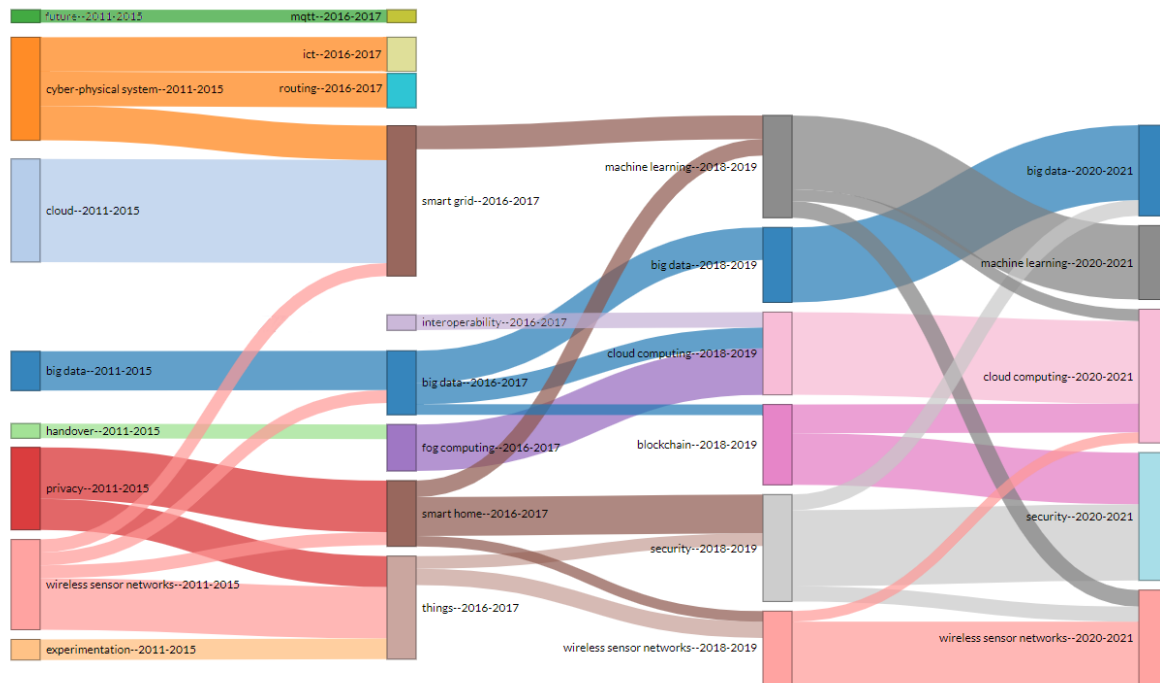 future--2011-2015
cyber-physical system--2011-2015
cloud--2011-2015
big data--2011-2015
handover--2011-2015
privacy--2011-2015
wireless sensor networks--2011-2015
experimentation--2011-2015
mqtt--2016-2017
ict--2016-2017
routing--2016-2017
smart grid--2016-2017
interoperability--2016-2017
big data--2016-2017
fog computing--2016-2017
smart home--2016-2017
things--2016-2017
machine learning--2018-2019
big data--2018-2019
cloud computing--2018-2019
blockchain--2018-2019
security--2018-2019
wireless sensor networks--2018-2019
big data--2020-2021
machine learning--2020-2021
cloud computing--2020-2021
security--2020-2021
wireless sensor networks--2020-2021